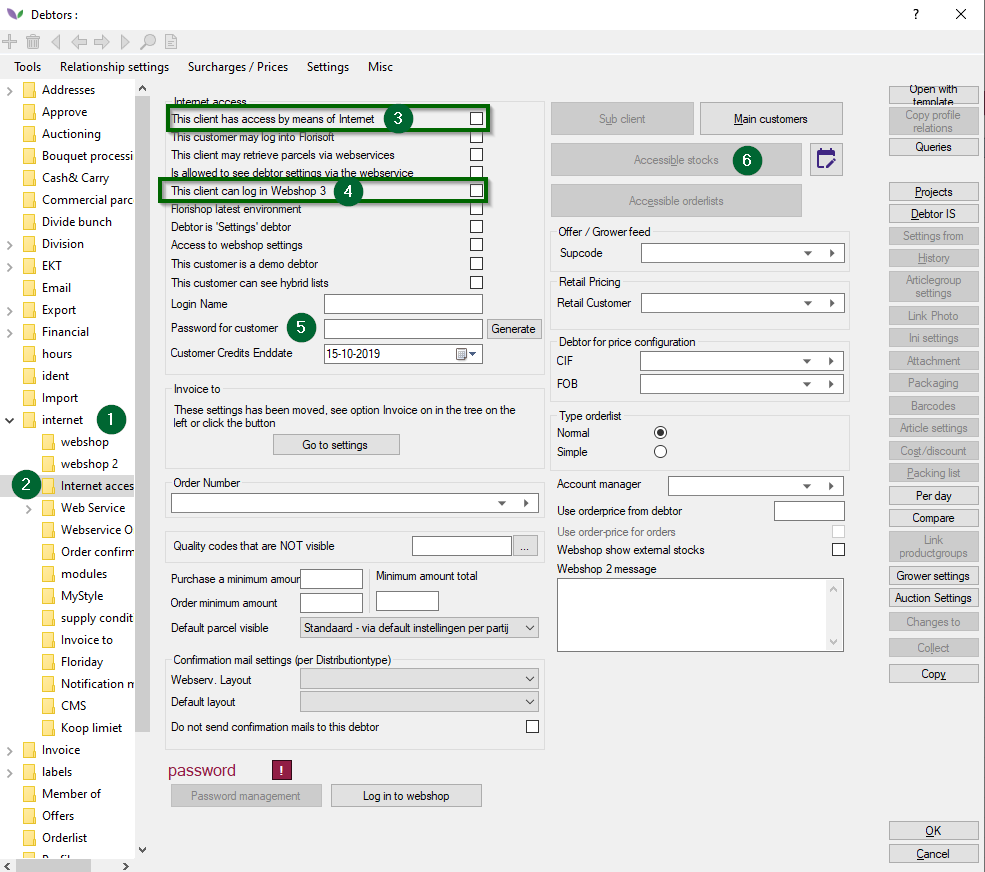 Debtors :
?
Tools Relationship settings Surcharges / Prices Settings Misc
Addresses
Approve
Auctioning
Bouquet processi
Cash& Carry
Commercial parc
Divide bunch
Division
EKT
Email
Export
Financial
hours
ident
Import
internet 1
webshop
webshop 2
2 Internet acces
Web Service
Webservice O
Order confirm
modules
MyStyle
supply condit
Invoice to
Floriday
Notification m
CMS
Koop limiet
Invoice
labels
Member of
Offers
Orderlist
Internet access
This client has access by means of Internet 3
This customer may log into Florisoft
This client may retrieve parcels via webservices
Is allowed to see debtor settings via the webservice
This client can log in Webshop 3 4
Florishop latest environment
Debtor is 'Settings' debtor
Access to webshop settings
This customer is a demo debtor
This customer can see hybrid lists
Login Name
Password for customer 5 Generate
Customer Credits Enddate 15-10-2019
Invoice to
These settings has been moved, see option Invoice on in the tree on the
left or click the button
Go to settings
Order Number
Quality codes that are NOT visible ...
Purchase a minimum amour Minimum amount total
Order minimum amount
Default parcel visible Standaard - via default instellingen per partij
Confirmation mail settings (per Distributiontype)
Webserv. Layout
Default layout
Do not send confirmation mails to this debtor
password !
Password management Log in to webshop
Sub client Main customers
Accessible stocks 6
Accessible orderlists
Offer / Grower feed
Supcode
Retail Pricing
Retail Customer
Debtor for price configuration
CIF
FOB
Type orderlist
Normal
Simple
Account manager
Use orderprice from debtor
Use order-price for orders
Webshop show external stocks
Webshop 2 message
Open with
template
Copy profile
relations
Queries
Projects
Debtor IS
Settings from
History
Articlegroup
settings
Link Photo
Ini settings
Attachment
Packaging
Barcodes
Article settings
Cost/discount
Packing list
Per day
Compare
Link
productgroups
Grower settings
Auction Settings
Changes to
Collect
Copy
OK
Cancel